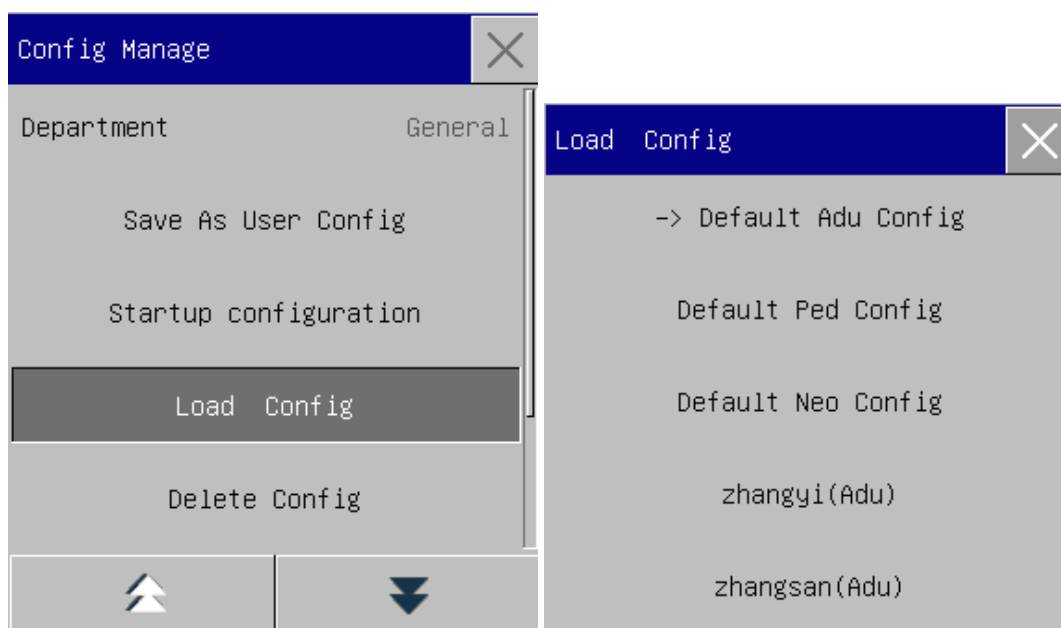 Config Manage
Department General
Save As User Config
Startup configuration
Load Config
Delete Config
Load Config
-> Default Adu Config
Default Ped Config
Default Neo Config
zhangyi(Adu)
zhangsan(Adu)